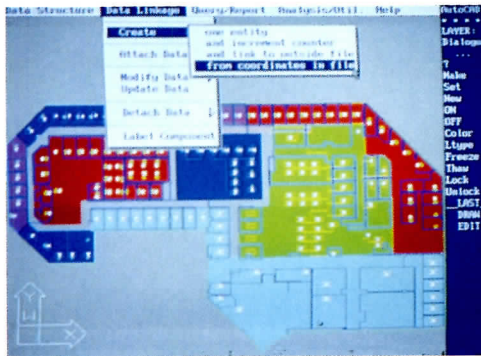 Data Structure Data Linkage Query/Report Analysis/Util. Help
Create
Attach Data
Modify Data
Update Data
Detach Data
Label Component
one entity
and increment counter
and link to outside file
from coordinates in file
AutoCAD
* * * *
LAYER:
Dialogue
...
?
Make
Set
New
ON
OFF
Color
Ltype
Freeze
Thaw
Lock
Unlock
__LAST_
DRAW
EDIT
W
Y
X